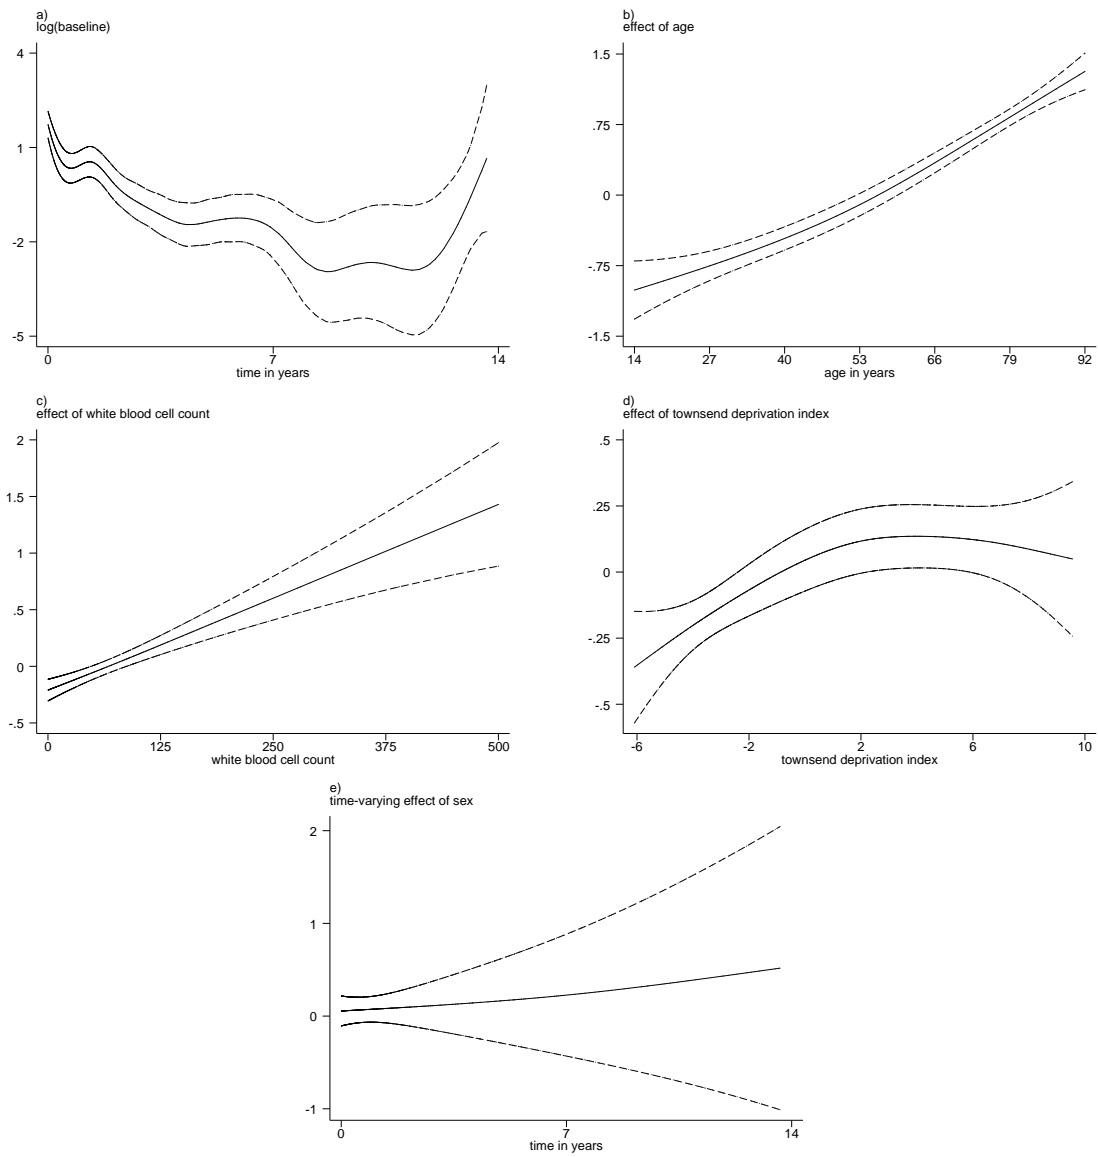 a)
log(baseline)
4
1
-2
-5
0 7 14
time in years
b)
effect of age
1.5
.75
0
-.75
-1.5
14 27 40 53 66 79 92
age in years
c)
effect of white blood cell count
2
1.5
1
.5
0
-.5
0 125 250 375 500
white blood cell count
d)
effect of townsend deprivation index
.5
.25
0
-.25
-.5
-6 -2 2 6 10
townsend deprivation index
e)
time-varying effect of sex
2
1
0
-1
0 7 14
time in years